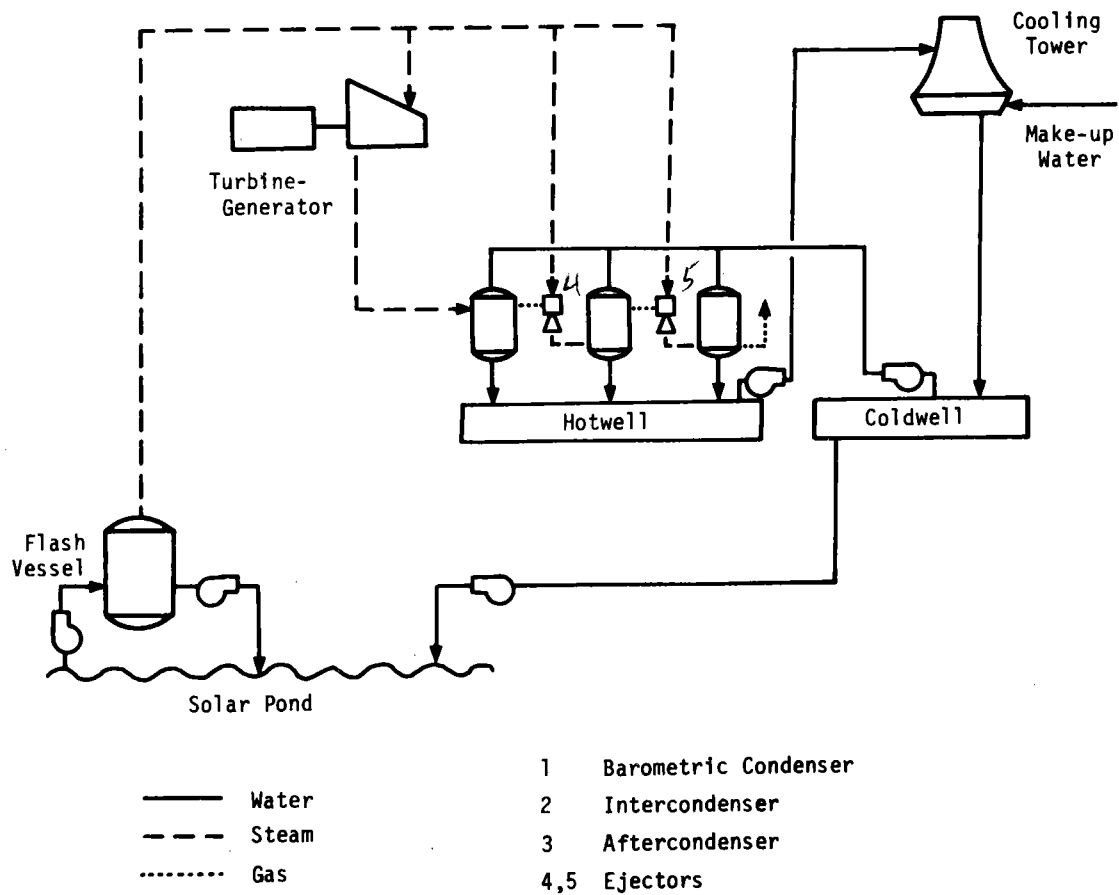 Cooling
Tower
Make-up
Water
Turbine-
Generator
4
5
Hotwell
Coldwell
Flash
Vessel
Solar Pond
Water
Steam
Gas
1 Barometric Condenser
2 Intercondenser
3 Aftercondenser
4,5 Ejectors